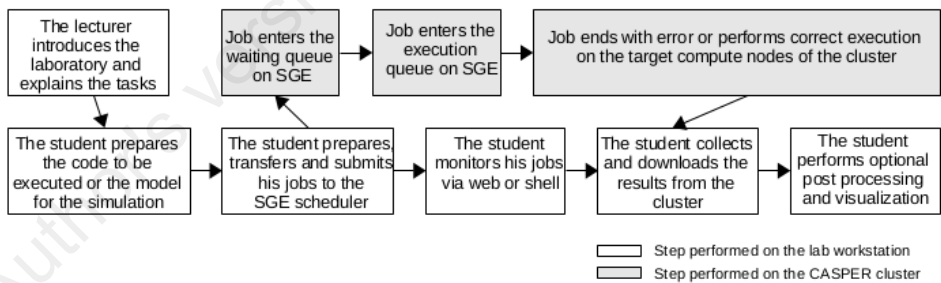 The lecturer
introduces the
laboratory and
explains the tasks
Job enters the
waiting queue
on SGE
Job enters the
execution
queue on SGE
Job ends with error or performs correct execution
on the target compute nodes of the cluster
The student prepares
the code to be
executed or the model
for the simulation
The student prepares,
transfers and submits
his jobs to the
SGE scheduler
The student
monitors his jobs
via web or shell
The student collects
and downloads the
results from the
cluster
The student
performs optional
post processing
and visualization
Step performed on the lab workstation
Step performed on the CASPER cluster
Author's vers